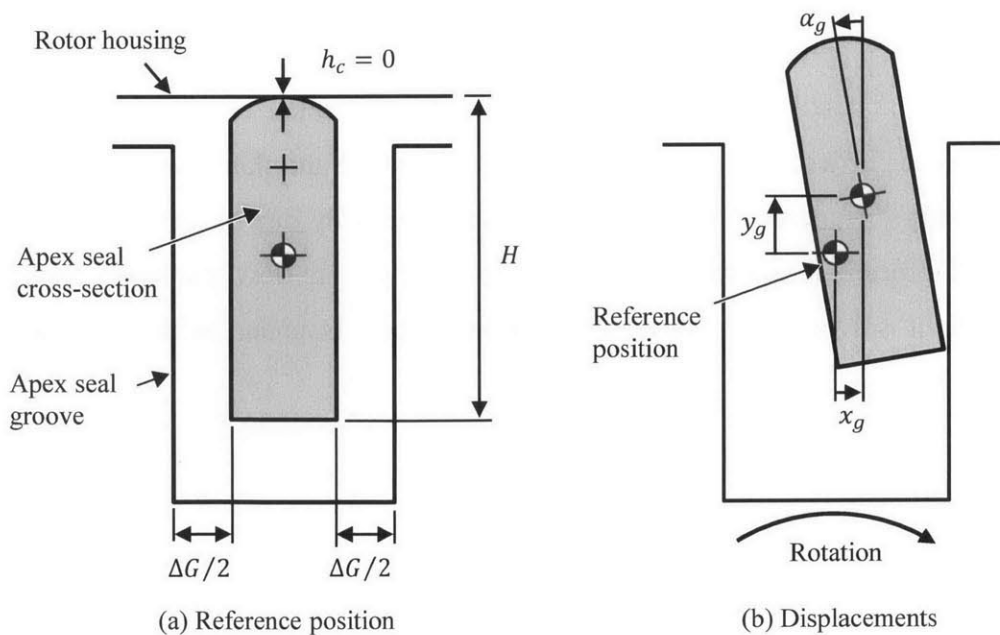 Rotor housing
h_c = 0
H
Apex seal
cross-section
Apex seal
groove
ΔG/2
ΔG/2
(a) Reference position
α_g
y_g
Reference
position
x_g
Rotation
(b) Displacements